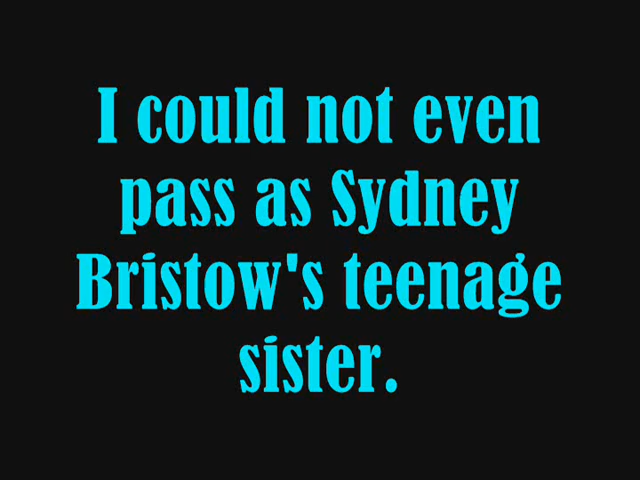 I could not even
pass as Sydney
Bristow's teenage
sister.